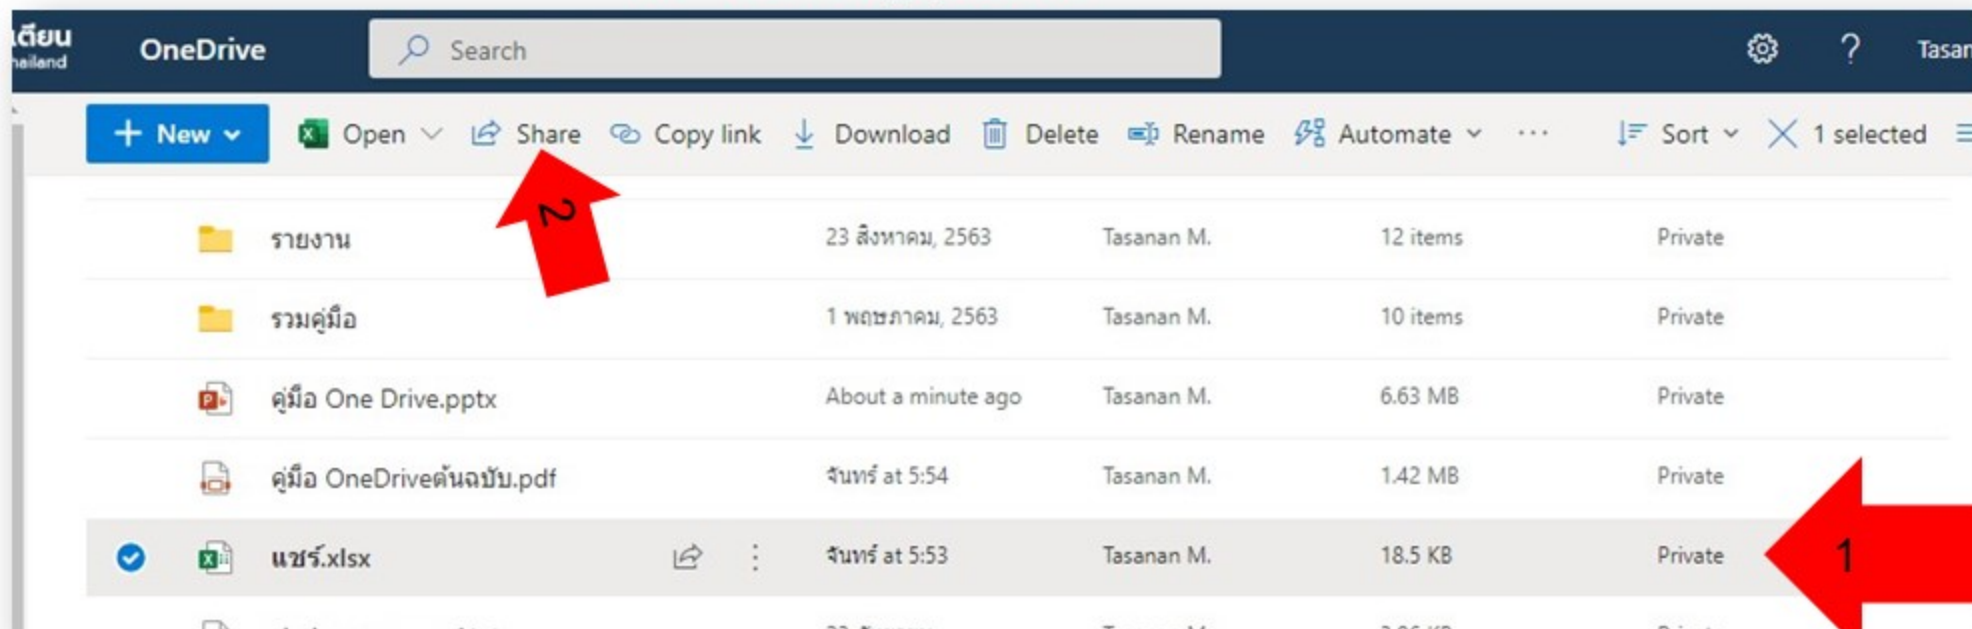 OneDrive
Search
New
Open
Share
Copy link
Download
Delete
Rename
Automate
Sort
1 selected
2
รายงาน 23 สิงหาคม, 2563 Tasanan M. 12 items Private
รวมคู่มือ 1 พฤษภาคม, 2563 Tasanan M. 10 items Private
คู่มือ One Drive.pptx About a minute ago Tasanan M. 6.63 MB Private
คู่มือ OneDriveต้นฉบับ.pdf จันทร์ at 5:54 Tasanan M. 1.42 MB Private
แชร์.xlsx จันทร์ at 5:53 Tasanan M. 18.5 KB Private
1